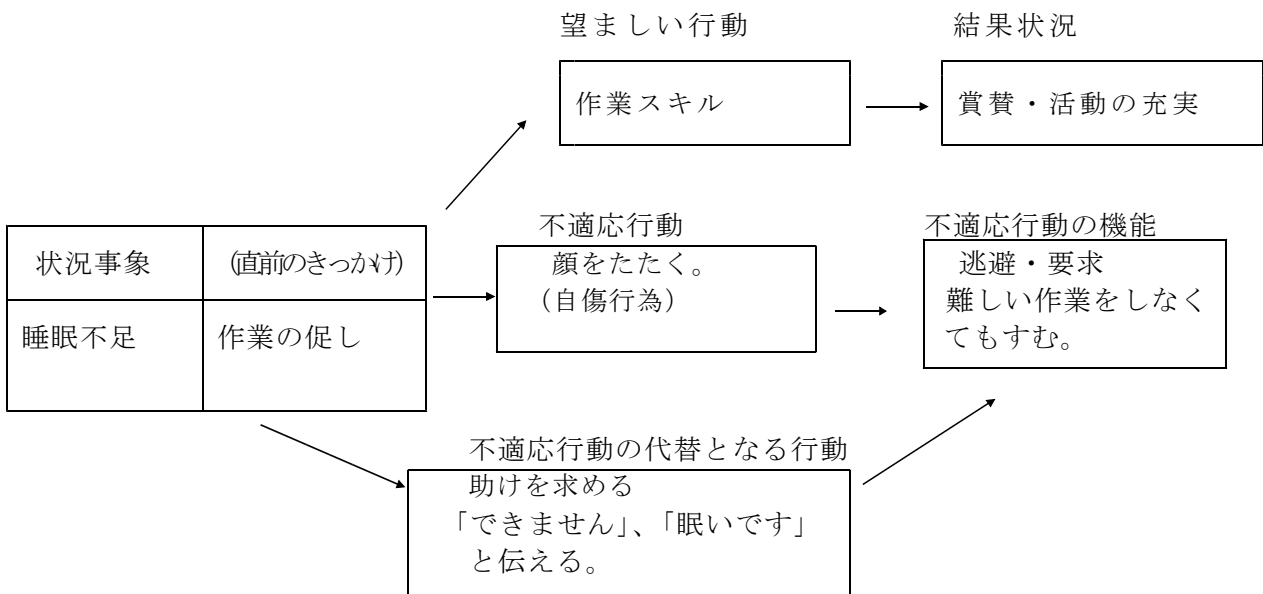 望ましい行動
結果状況
作業スキル
賞賛・活動の充実
不適応行動
不適応行動の機能
状況事象
(直前のきっかけ)
顔をたたく。
(自傷行為)
逃避・要求
難しい作業をしなく
てもすむ。
睡眠不足
作業の促し
不適応行動の代替となる行動
助けを求める
「できません」、「眠いです」
と伝える。